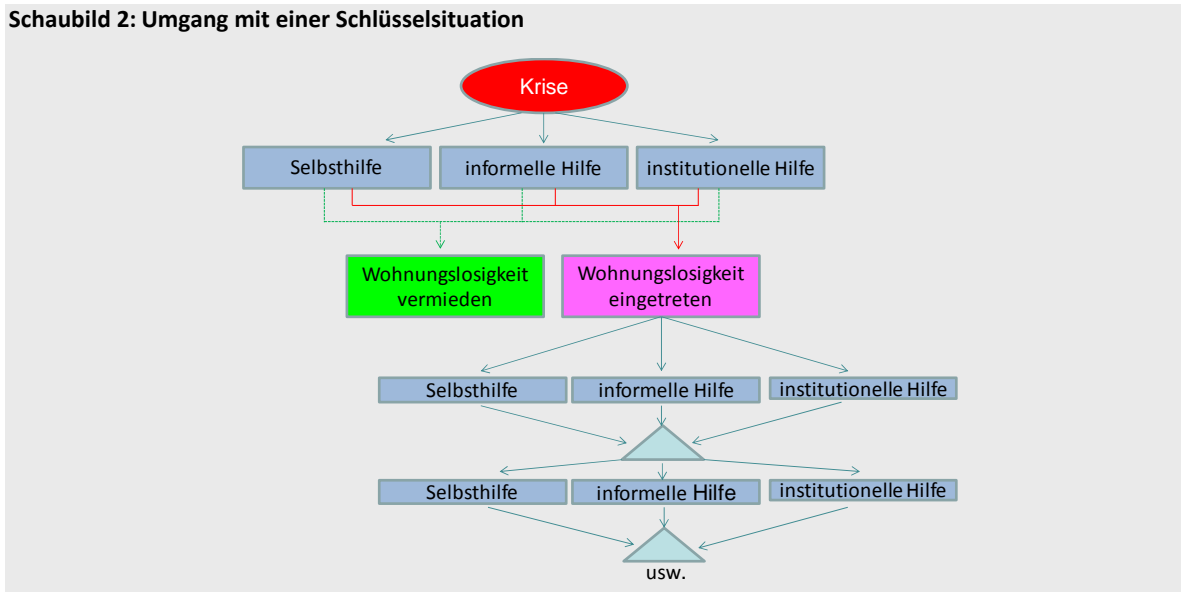 Schaubild 2: Umgang mit einer Schlüsselsituation
Krise
Selbsthilfe
informelle Hilfe
institutionelle Hilfe
Wohnungslosigkeit
vermieden
Wohnungslosigkeit
eingetreten
Selbsthilfe
informelle Hilfe
institutionelle Hilfe
Selbsthilfe
informelle Hilfe
institutionelle Hilfe
usw.